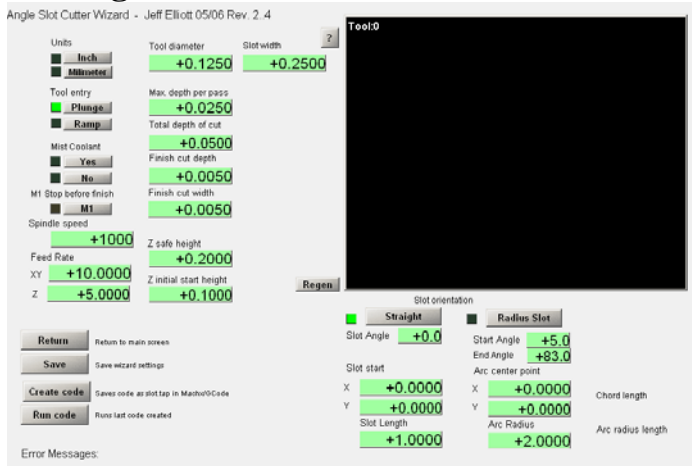 Angle Slot Cutter Wizard - Jeff Elliott 05/06 Rev. 2..4
Units
Inch
Milimeter
Tool entry
Plunge
Ramp
Mist Coolant
Yes
No
M1 Stop before finish
M1
Spindle speed
+1000
Feed Rate
XY +10.0000
Z +5.0000
Tool diameter
+0.1250
Slot width
+0.2500
?
Max. depth per pass
+0.0250
Total depth of cut
+0.0500
Finish cut depth
+0.0050
Finish cut width
+0.0050
Z safe height
+0.2000
Z initial start height
+0.1000
Tool:0
Regen
Slot orientation
Straight
Radius Slot
Slot Angle +0.0
Start Angle +5.0
End Angle +83.0
Slot start
X +0.0000
Y +0.0000
Slot Length
+1.0000
Arc center point
X +0.0000
Y +0.0000
Arc Radius
+2.0000
Chord length
Arc radius length
Return Return to main screen
Save Save wizard settings
Create code Saves code as slot.tap in Machx/GCode
Run code Runs last code created
Error Messages: